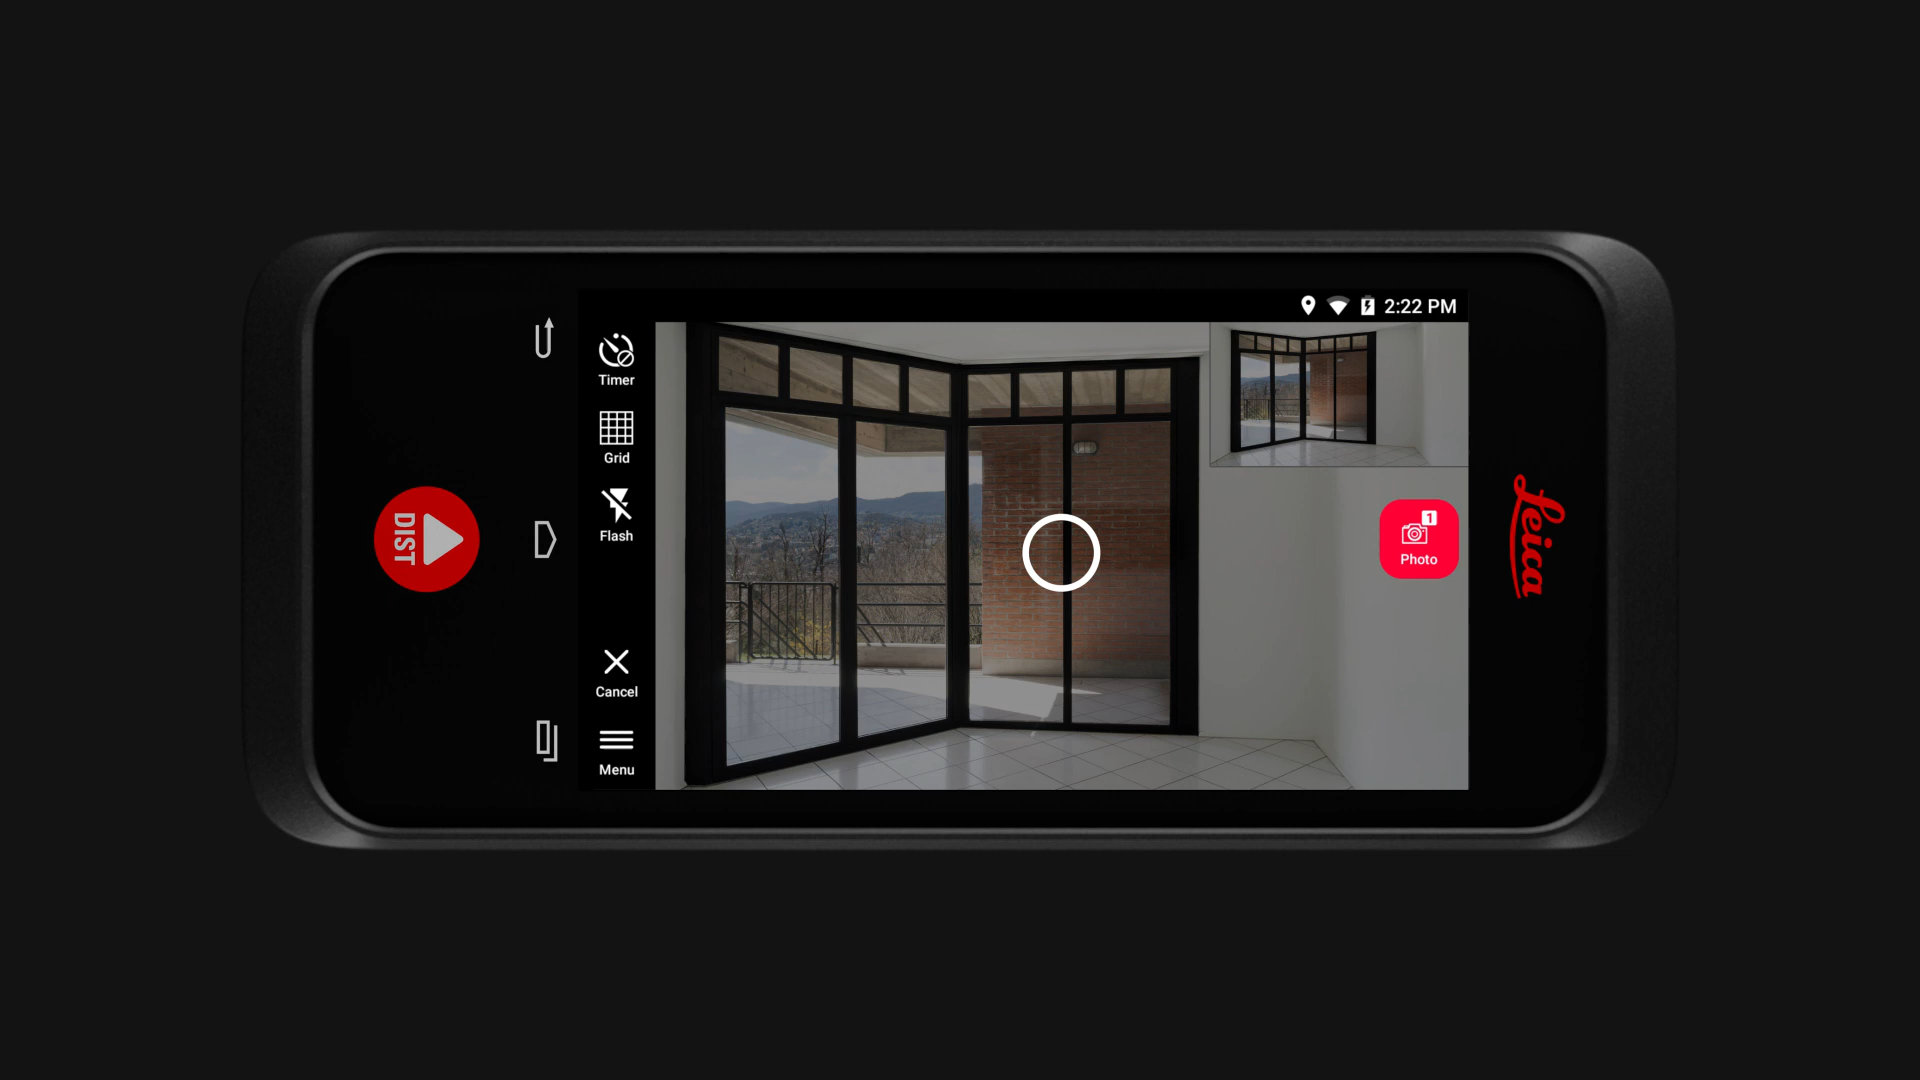 2:22 PM
Timer
Grid
Flash
Cancel
Menu
1
Photo
DIST
Leica